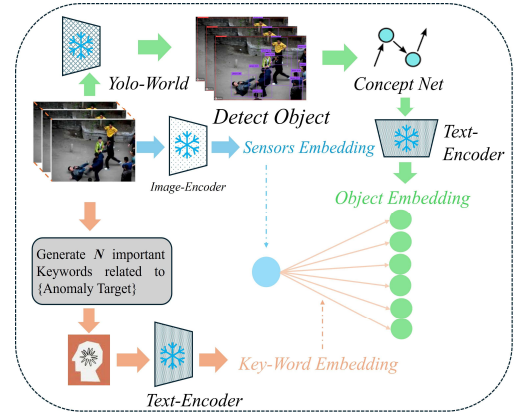 Yolo-World
Detect Object
Concept Net
Text-
Encoder
Image-Encoder
Sensors Embedding
Object Embedding
Generate N important
Keywords related to
{Anomaly Target}
Key-Word Embedding
Text-Encoder